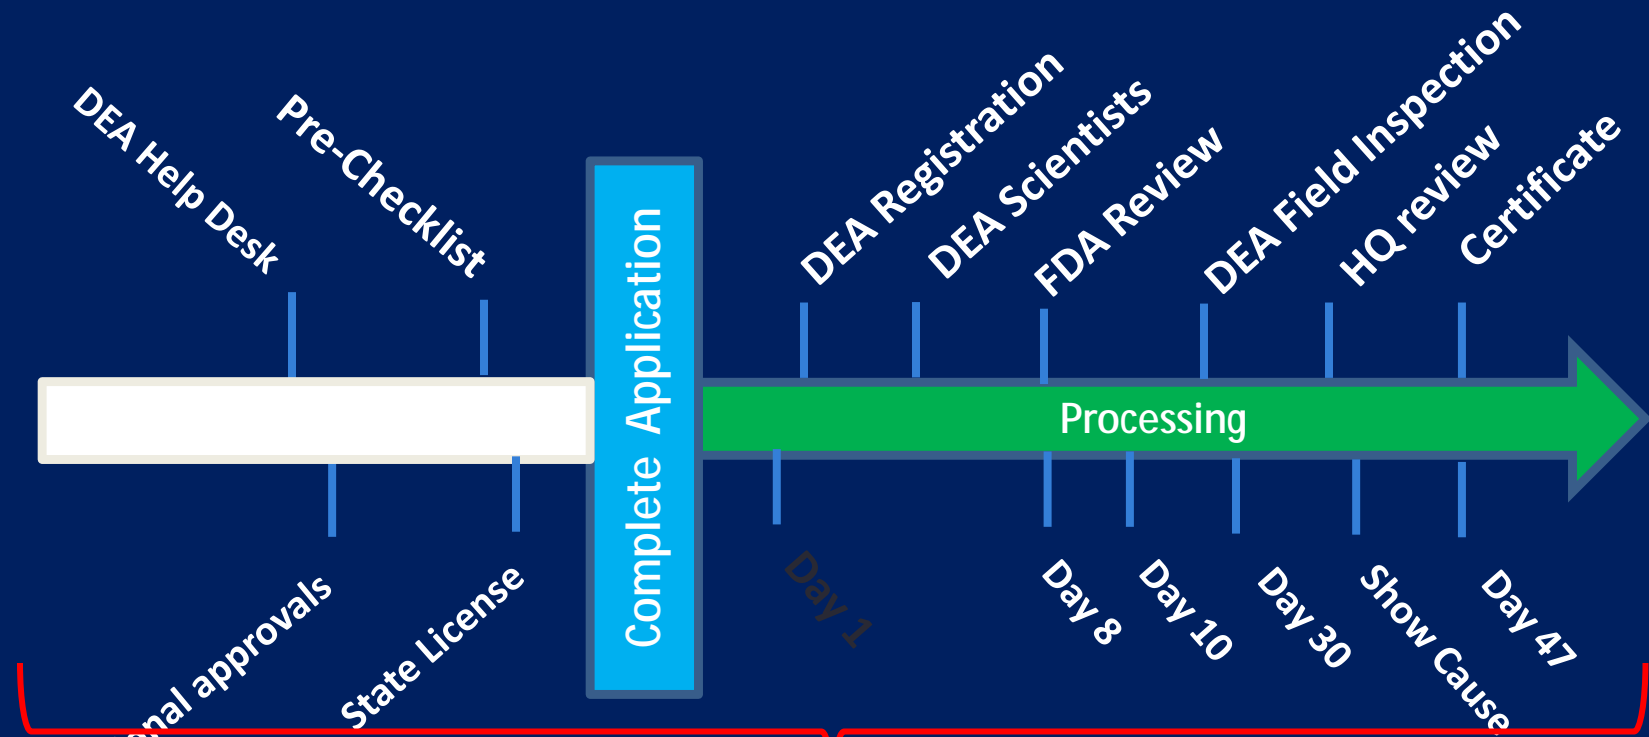 DEA Help Desk
Pre-Checklist
DEA Registration
DEA Scientists
FDA Review
DEA Field Inspection
HQ review
Certificate
Complete Application
Processing
approvals
State License
Day 1
Day 8
Day 10
Day 30
Show Cause
Day 47